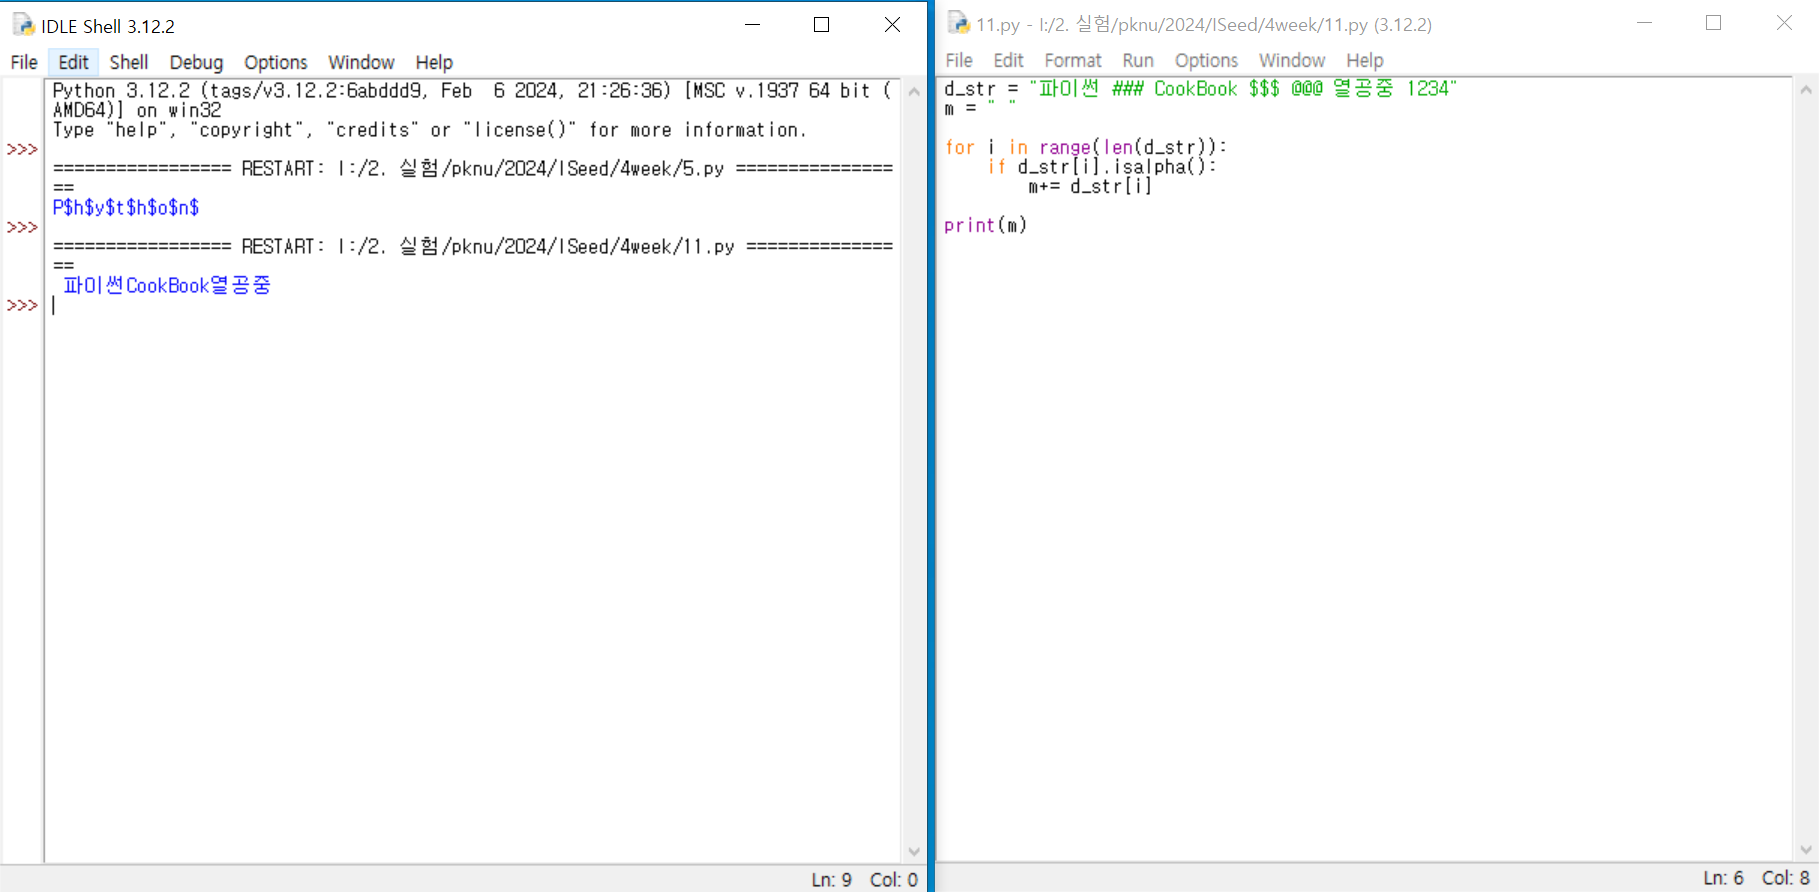 IDLE Shell 3.12.2
File Edit Shell Debug Options Window Help
Python 3.12.2 (tags/v3.12.2:6abddd9, Feb  6 2024, 21:26:36) [MSC v.1937 64 bit (
AMD64)] on win32
Type "help", "copyright", "credits" or "license()" for more information.
>>>
================= RESTART: I:/2. 실험/pknu/2024/ISeed/4week/5.py ===============
==
P$h$y$t$h$o$n$
>>>
================= RESTART: I:/2. 실험/pknu/2024/ISeed/4week/11.py ==============
==
 파이썬CookBook열공중
>>>
Ln: 9 Col: 0
11.py - I:/2. 실험/pknu/2024/ISeed/4week/11.py (3.12.2)
File Edit Format Run Options Window Help
d_str = "파이썬 ### CookBook $$$ @@@ 열공중 1234"
m = " "
for i in range(len(d_str)):
    if d_str[i].isalpha():
        m+= d_str[i]
print(m)
Ln: 6 Col: 8